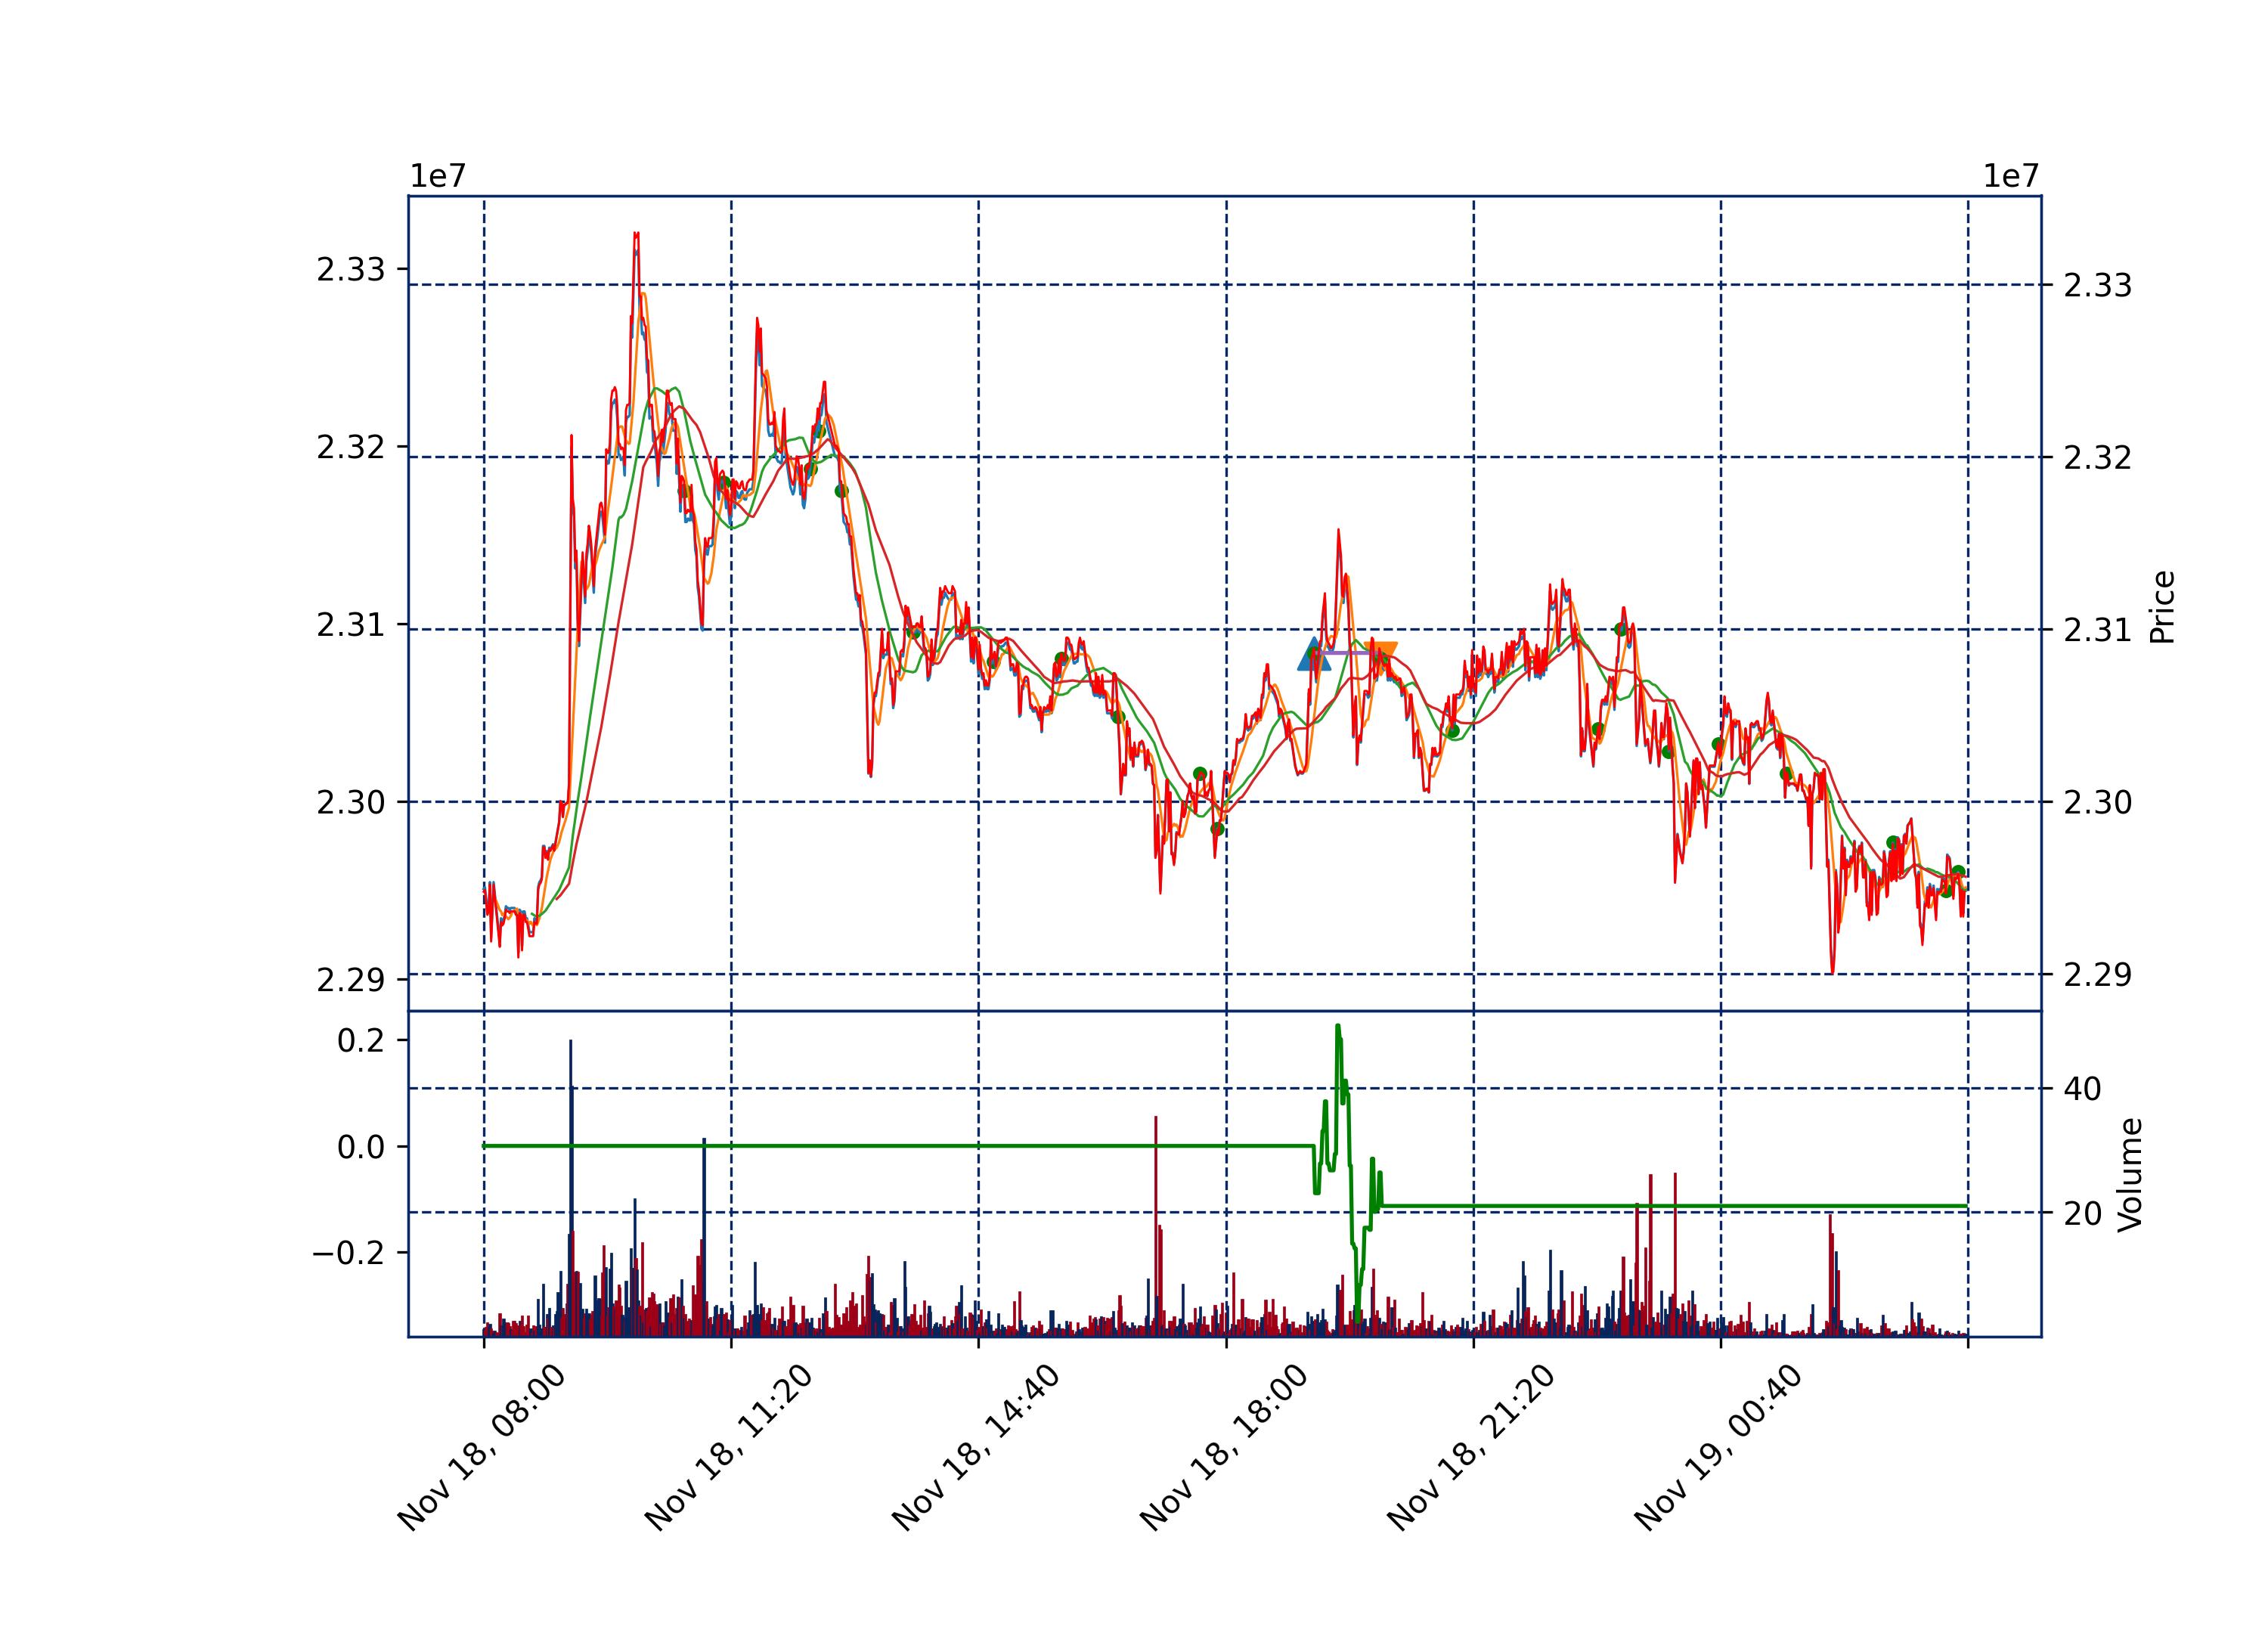 1e7
1e7
2.33
2.32
2.31
2.30
2.29
2.33
2.32
2.31
2.30
2.29
Price
0.2
0.0
−0.2
40
20
Volume
Nov 18, 08:00
Nov 18, 11:20
Nov 18, 14:40
Nov 18, 18:00
Nov 18, 21:20
Nov 19, 00:40